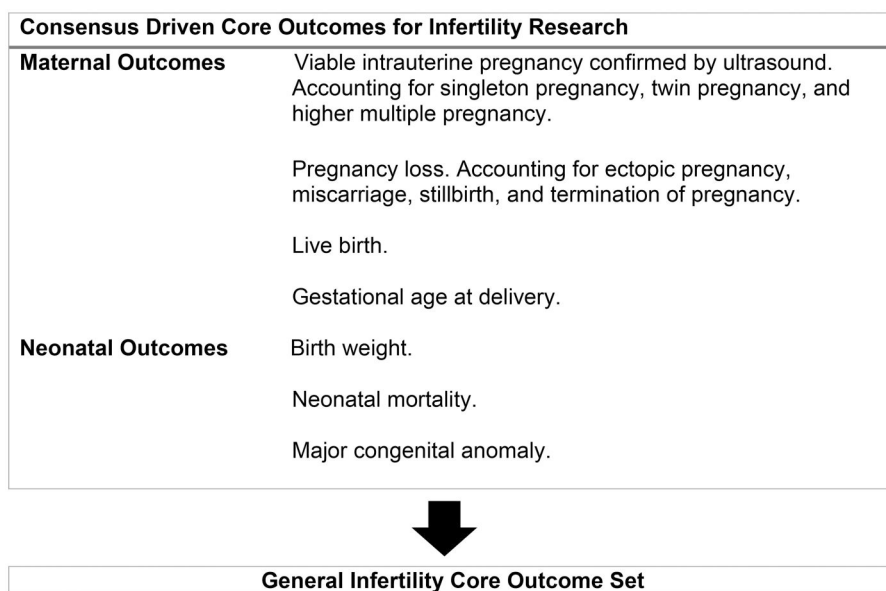 Consensus Driven Core Outcomes for Infertility Research
Maternal Outcomes Viable intrauterine pregnancy confirmed by ultrasound.
Accounting for singleton pregnancy, twin pregnancy, and
higher multiple pregnancy.
Pregnancy loss. Accounting for ectopic pregnancy,
miscarriage, stillbirth, and termination of pregnancy.
Live birth.
Gestational age at delivery.
Neonatal Outcomes Birth weight.
Neonatal mortality.
Major congenital anomaly.
General Infertility Core Outcome Set